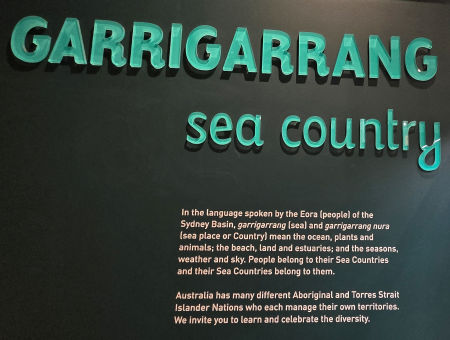 GARRIGARRANG
sea country
In the language spoken by the Eora (people) of the
Sydney Basin, garrigarrang (sea) and garrigarrang nura
(sea place or Country) mean the ocean, plants and
animals; the beach, land and estuaries; and the seasons,
weather and sky. People belong to their Sea Countries
and their Sea Countries belong to them.
Australia has many different Aboriginal and Torres Strait
Islander Nations who each manage their own territories.
We invite you to learn and celebrate the diversity.